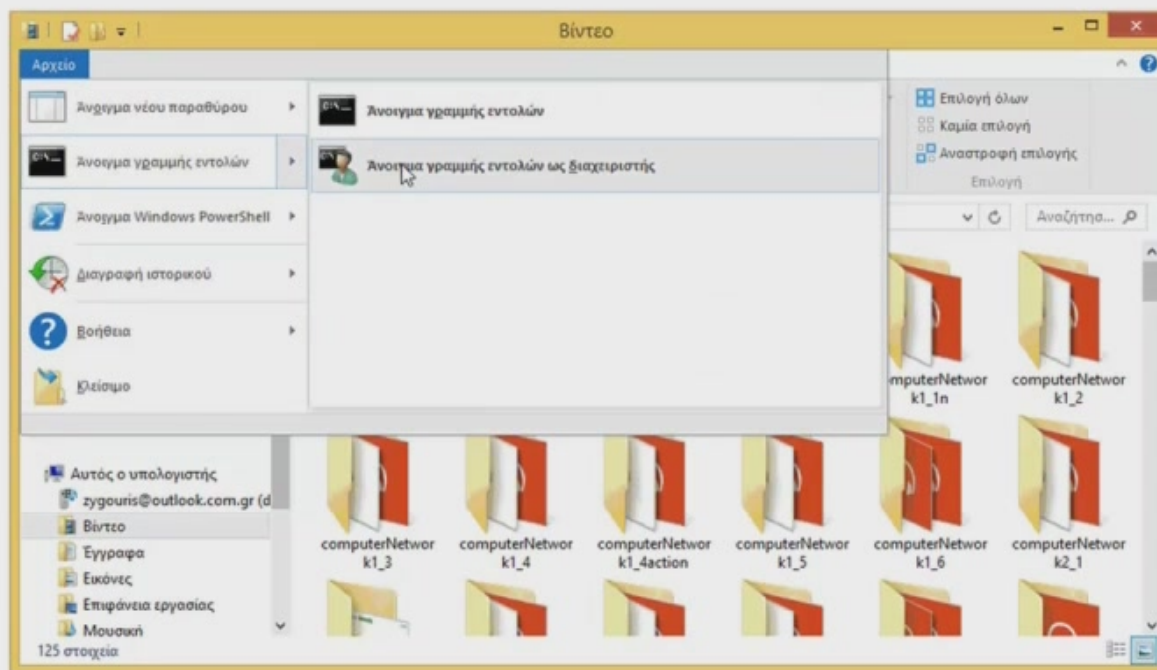 Βίντεο
Αρχείο
Άνοιγμα νέου παραθύρου
Άνοιγμα γραμμής εντολών
Άνοιγμα Windows PowerShell
Διαγραφή ιστορικού
Βοήθεια
Κλείσιμο
Άνοιγμα γραμμής εντολών
Άνοιγμα γραμμής εντολών ως διαχειριστής
Επιλογή όλων
Καμία επιλογή
Αναστροφή επιλογής
Επιλογή
Αναζήτησ...
mputerNetwor
k1_1n
computerNetwor
k1_2
Αυτός ο υπολογιστής
zygouris@outlook.com.gr (d
Βίντεο
Έγγραφα
Εικόνες
Επιφάνεια εργασίας
Μουσική
computerNetwor
k1_3
computerNetwor
k1_4
computerNetwor
k1_4action
computerNetwor
k1_5
computerNetwor
k1_6
computerNetwor
k2_1
125 στοιχεία